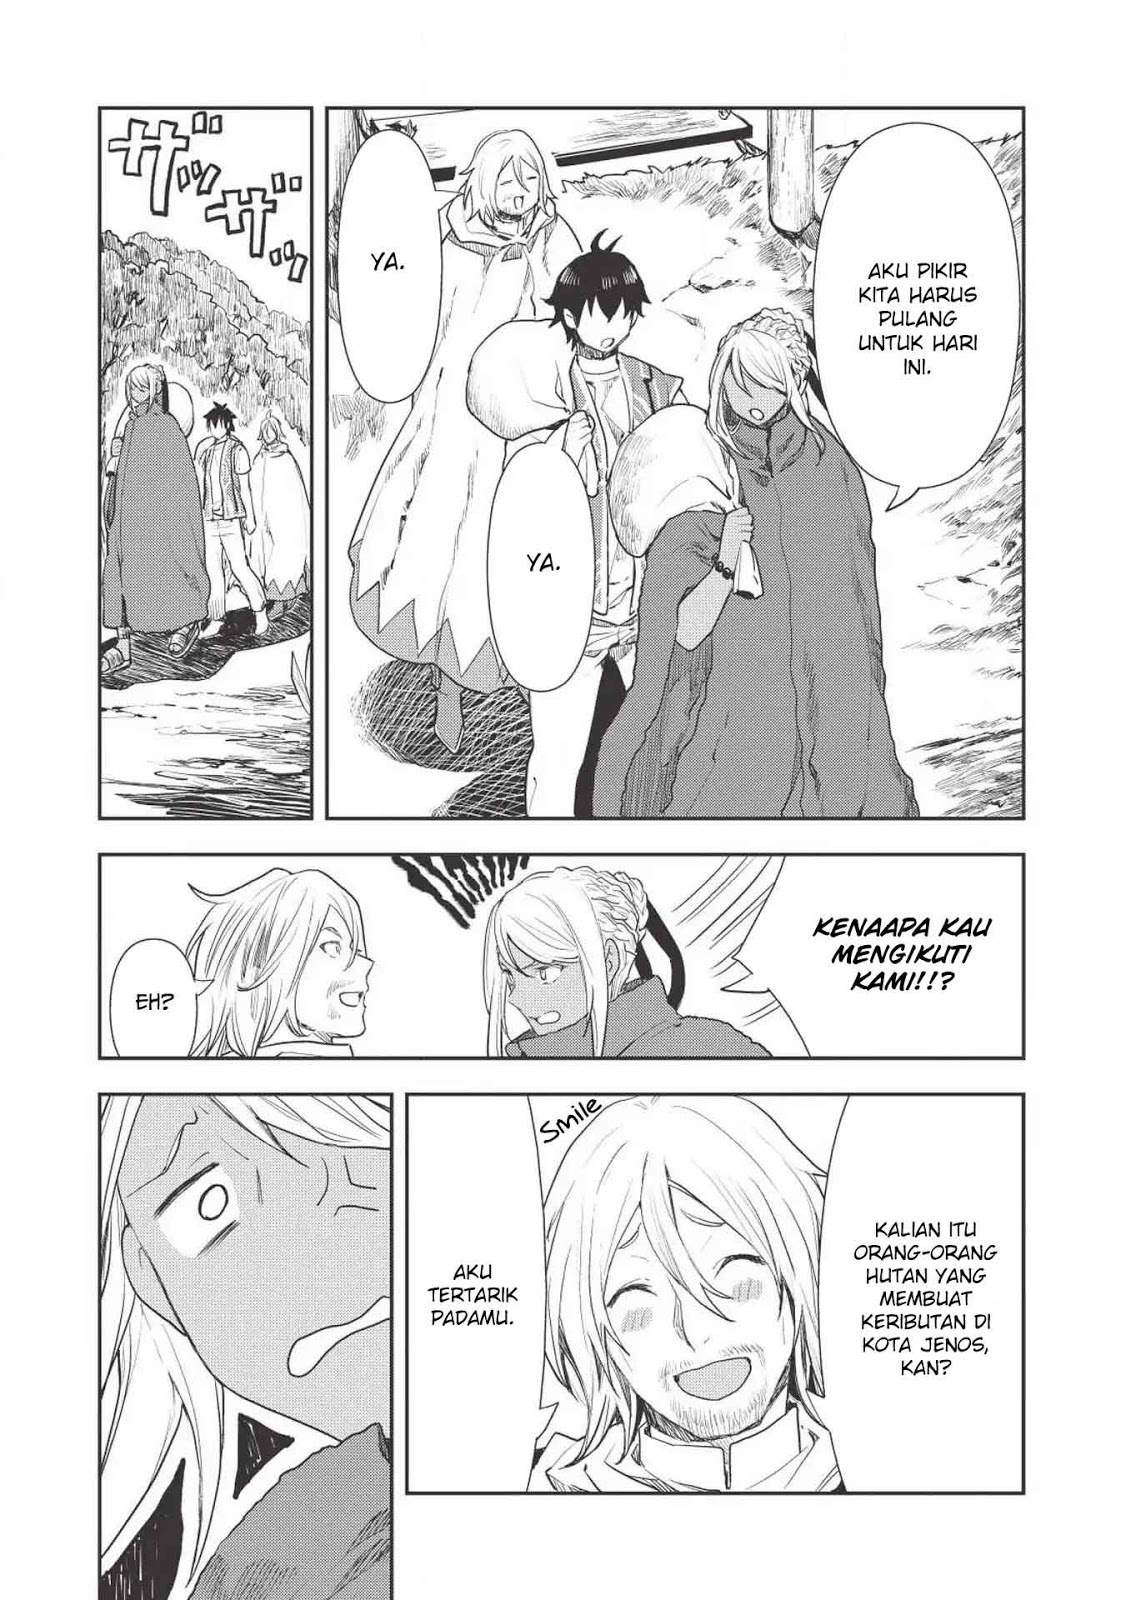 AKU PIKIR
KITA HARUS
PULANG
UNTUK HARI
INI.
YA.
YA.
ザッ
ザッ
KENAAPA KAU
MENGIKUTI
KAMI!!?
EH?
KALIAN ITU
ORANG-ORANG
HUTAN YANG
MEMBUAT
KERIBUTAN DI
KOTA JENOS,
KAN?
Smile
AKU
TERTARIK
PADAMU.